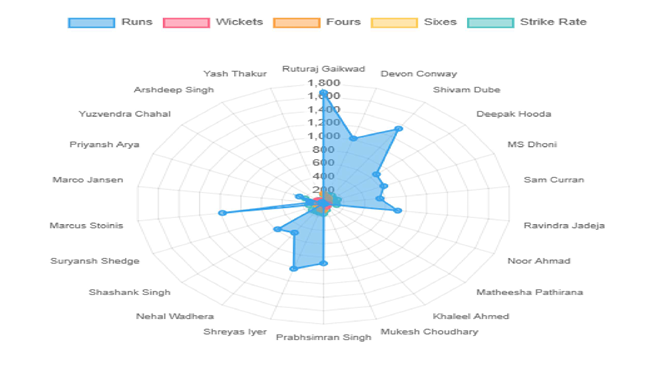 Runs Wickets Fours Sixes Strike Rate
Ruturaj Gaikwad
Devon Conway
Shivam Dube
Deepak Hooda
MS Dhoni
Sam Curran
Ravindra Jadeja
Noor Ahmad
Matheesha Pathirana
Khaleel Ahmed
Mukesh Choudhary
Prabhsimran Singh
Shreyas Iyer
Nehal Wadhera
Shashank Singh
Suryansh Shedge
Marcus Stoinis
Marco Jansen
Priyansh Arya
Yuzvendra Chahal
Arshdeep Singh
Yash Thakur
1,800
1,600
1,400
1,200
1,000
800
600
400
200